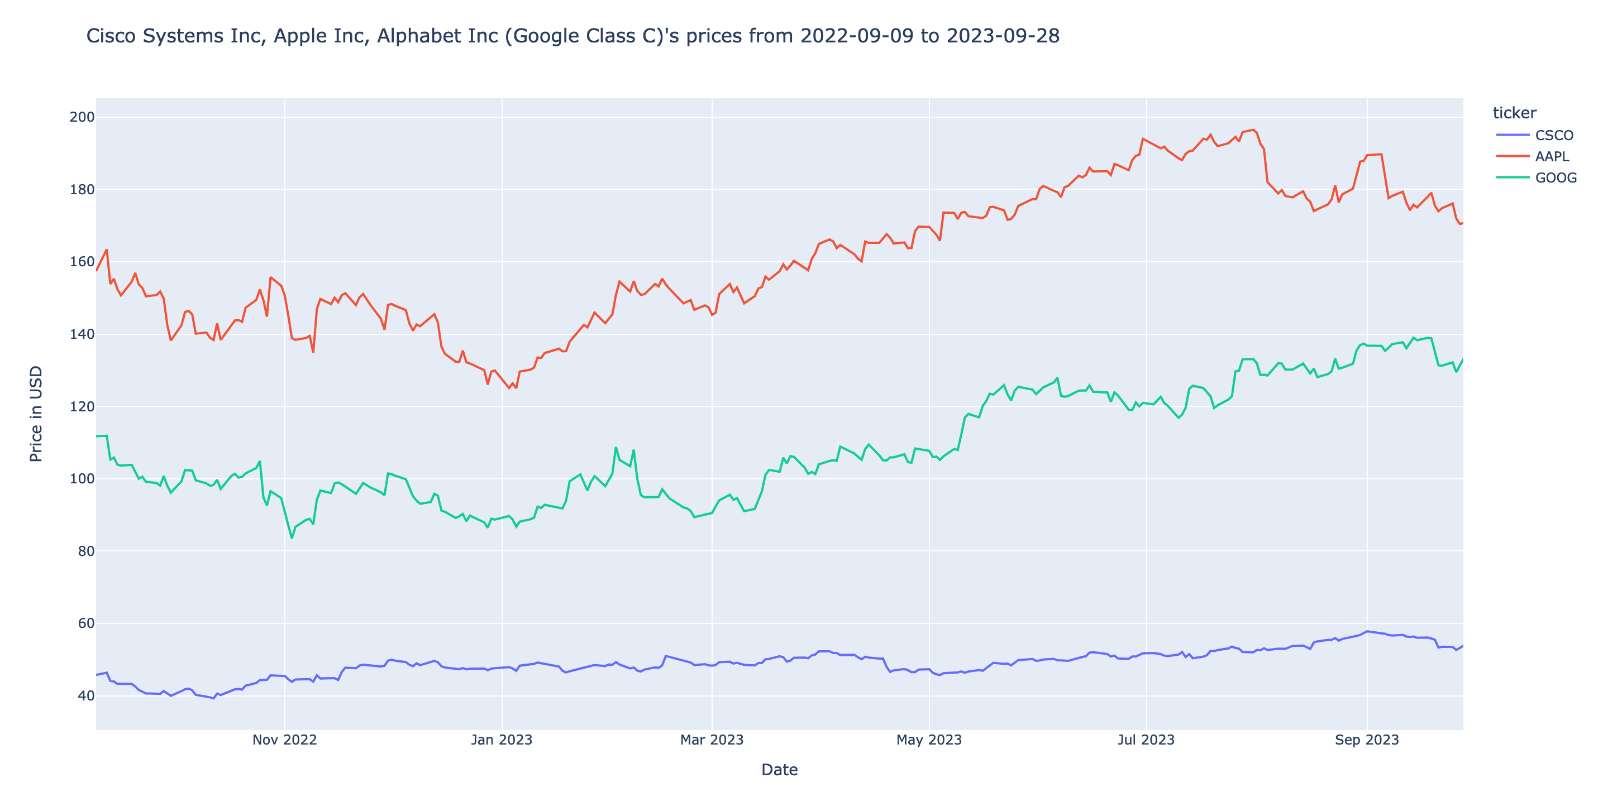 Cisco Systems Inc, Apple Inc, Alphabet Inc (Google Class C)'s prices from 2022-09-09 to 2023-09-28
ticker
CSCO
AAPL
GOOG
Price in USD
200
180
160
140
120
100
80
60
40
Nov 2022
Jan 2023
Mar 2023
May 2023
Jul 2023
Sep 2023
Date